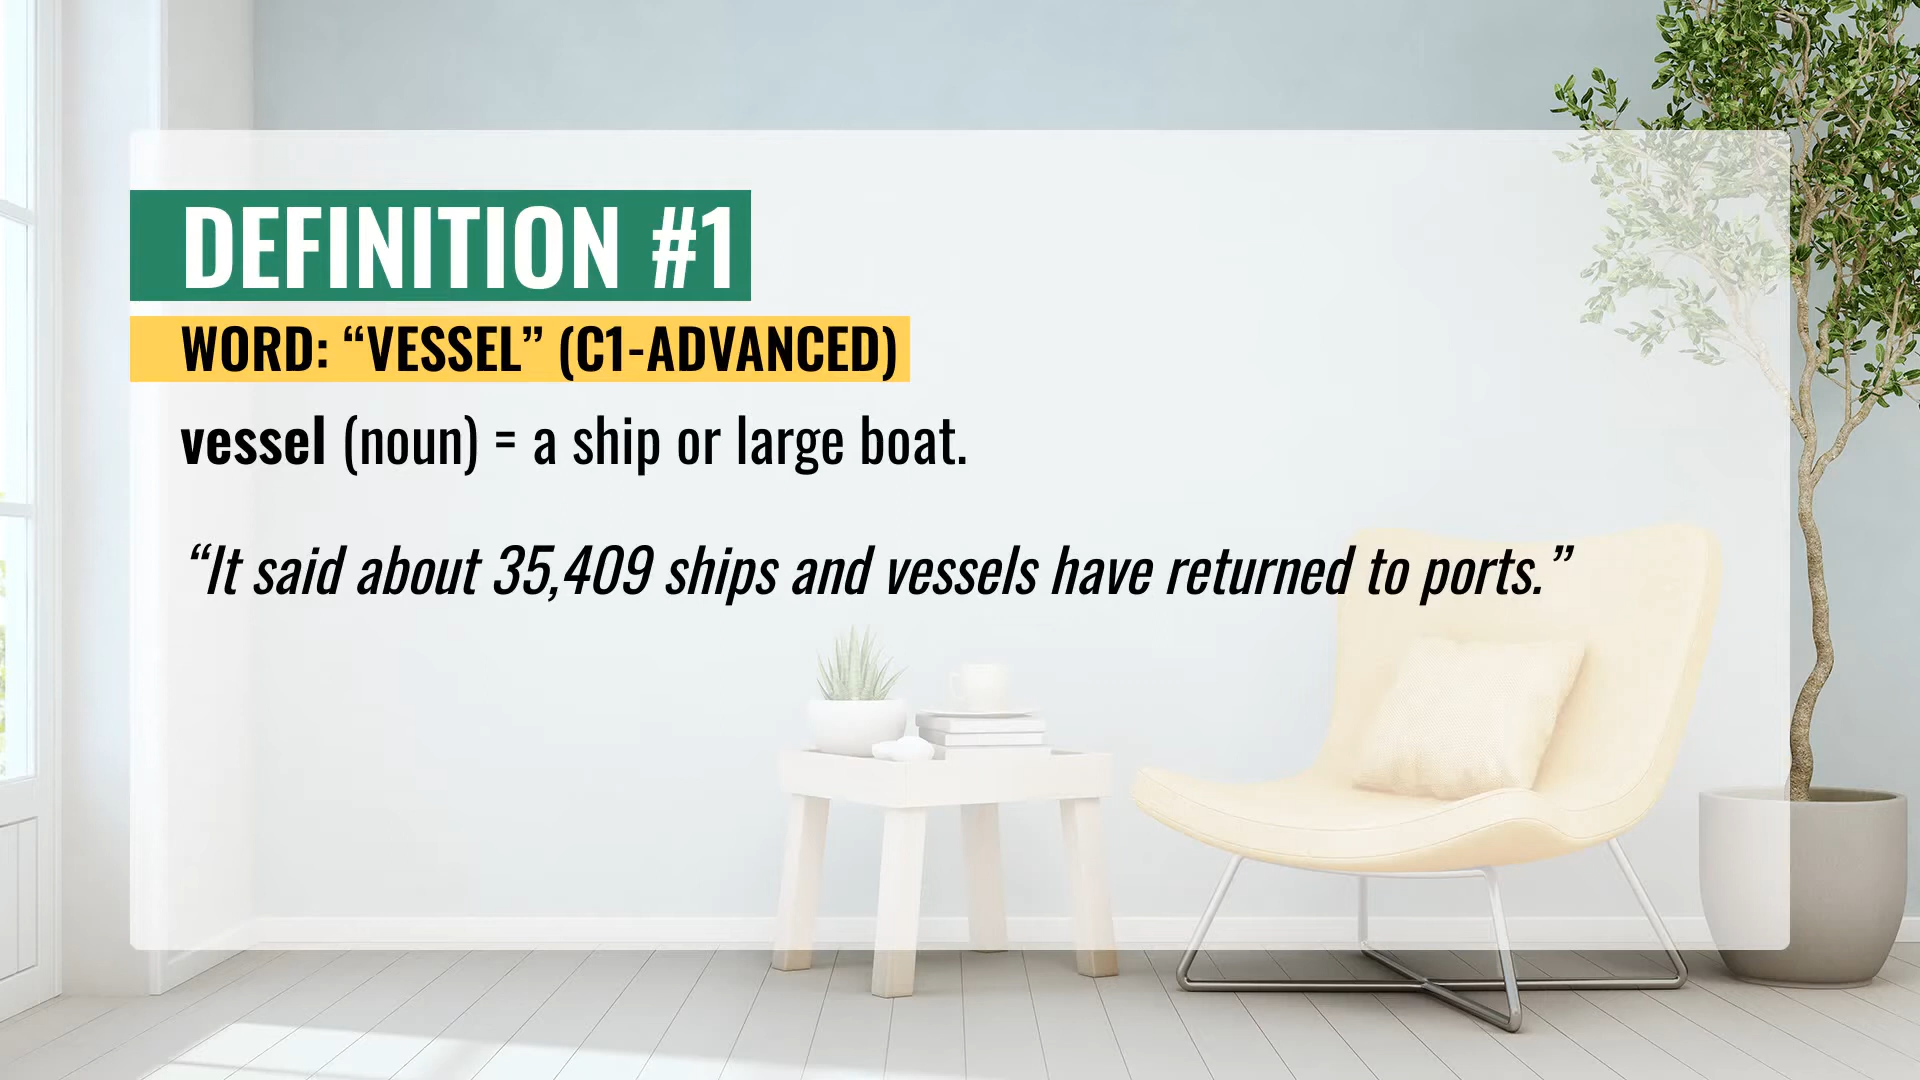 DEFINITION #1
WORD: “VESSEL” (C1-ADVANCED)
vessel (noun) = a ship or large boat.
“It said about 35,409 ships and vessels have returned to ports.”